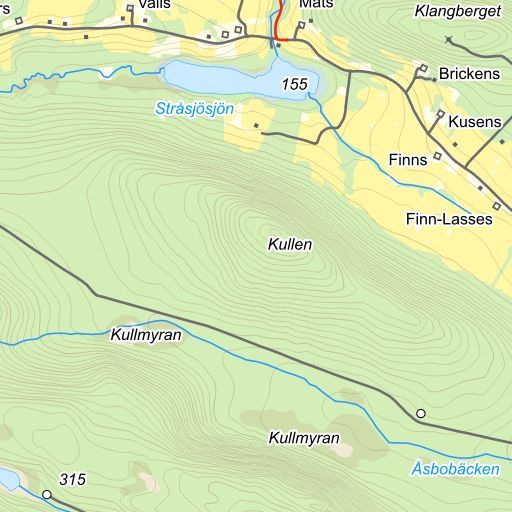 Valls
Mats
Klangberget
Brickens
155
Stråsjösjön
Kusens
Finns
Finn-Lasses
Kullen
Kullmyran
Kullmyran
Åsbobäcken
315